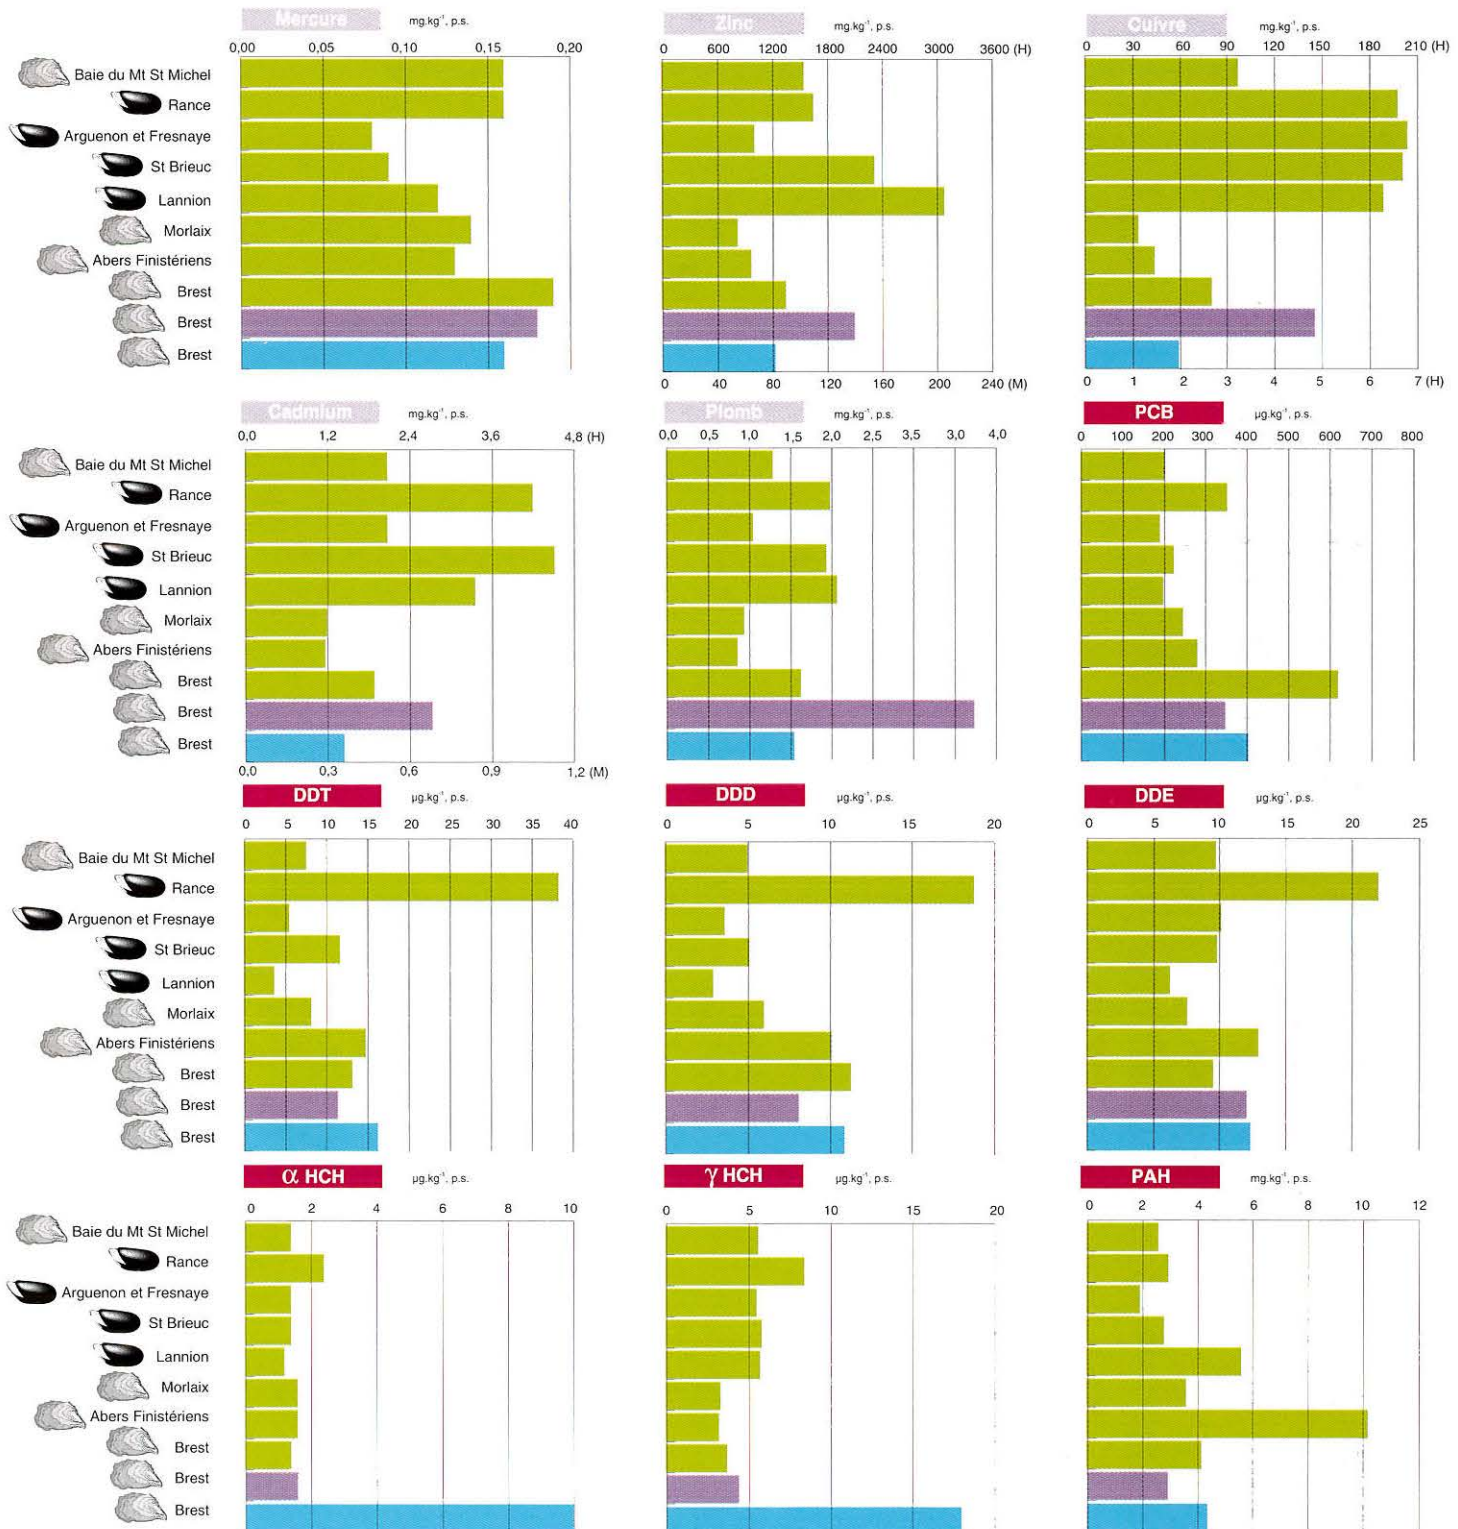 Mercure mg.kg⁻¹, p.s. Zinc mg.kg⁻¹, p.s. Cuivre mg.kg⁻¹, p.s.
0,00 0,05 0,10 0,15 0,20 0 600 1200 1800 2400 3000 3600 (H) 0 30 60 90 120 150 180 210 (H)
Baie du Mt St Michel
Rance
Arguenon et Fresnaye
St Brieuc
Lannion
Morlaix
Abers Finistériens
Brest
Brest
Brest
0 40 80 120 160 200 240 (M) 0 1 2 3 4 5 6 7 (H)
Cadmium mg.kg⁻¹, p.s. Plomb mg.kg⁻¹, p.s. PCB µg.kg⁻¹, p.s.
0,0 1,2 2,4 3,6 4,8 (H) 0,0 0,5 1,0 1,5 2,0 2,5 3,5 3,2 4,0 0 100 200 300 400 500 600 700 800
Baie du Mt St Michel
Rance
Arguenon et Fresnaye
St Brieuc
Lannion
Morlaix
Abers Finistériens
Brest
Brest
Brest
0,0 0,3 0,6 0,9 1,2 (M)
DDT µg.kg⁻¹, p.s. DDD µg.kg⁻¹, p.s. DDE µg.kg⁻¹, p.s.
0 5 10 15 20 25 30 35 40 0 5 10 15 20 0 5 10 15 20 25
Baie du Mt St Michel
Rance
Arguenon et Fresnaye
St Brieuc
Lannion
Morlaix
Abers Finistériens
Brest
Brest
Brest
α HCH µg.kg⁻¹, p.s. γ HCH µg.kg⁻¹, p.s. PAH mg.kg⁻¹, p.s.
0 2 4 6 8 10 0 5 10 15 20 0 2 4 6 8 10 12
Baie du Mt St Michel
Rance
Arguenon et Fresnaye
St Brieuc
Lannion
Morlaix
Abers Finistériens
Brest
Brest
Brest